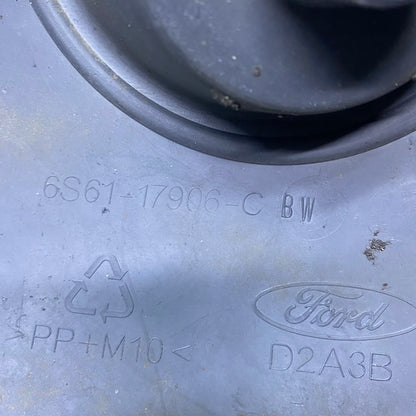 6S61-17906-C BW
Ford
>PP+M10<
D2A3B